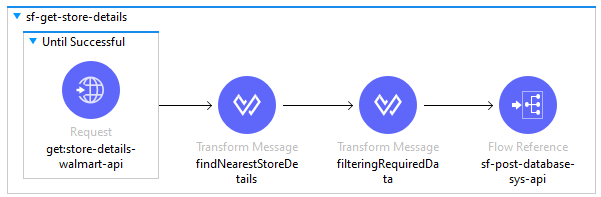 sf-get-store-details
Until Successful
Request
get:store-details-
walmart-api
Transform Message
findNearestStoreDe
tails
Transform Message
filteringRequiredDa
ta
Flow Reference
sf-post-database-
sys-api